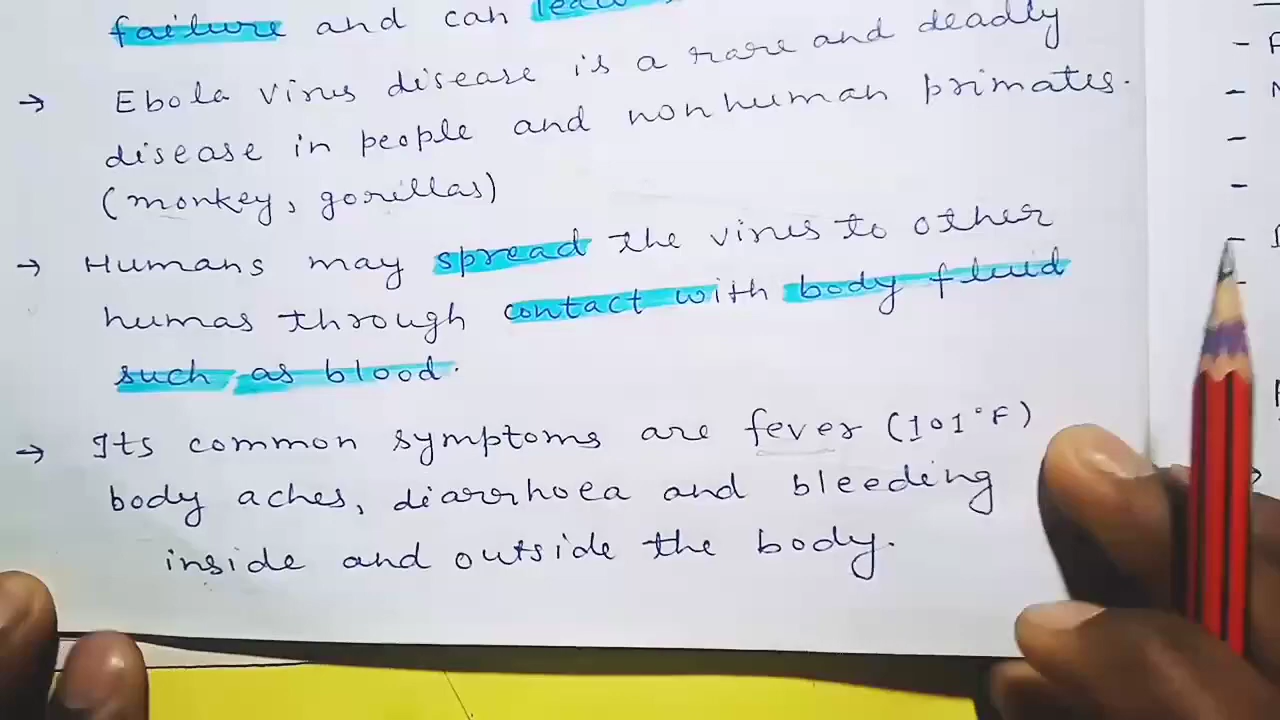 failure and can lead
→ Ebola virus disease is a rare and deadly
disease in people and nonhuman primates.
(monkey, gorillas)
→ Humans may spread the virus to other
humas through contact with body fluid
such as blood.
→ Its common symptoms are fever (101°F)
body aches, diarrhoea and bleeding
inside and outside the body.